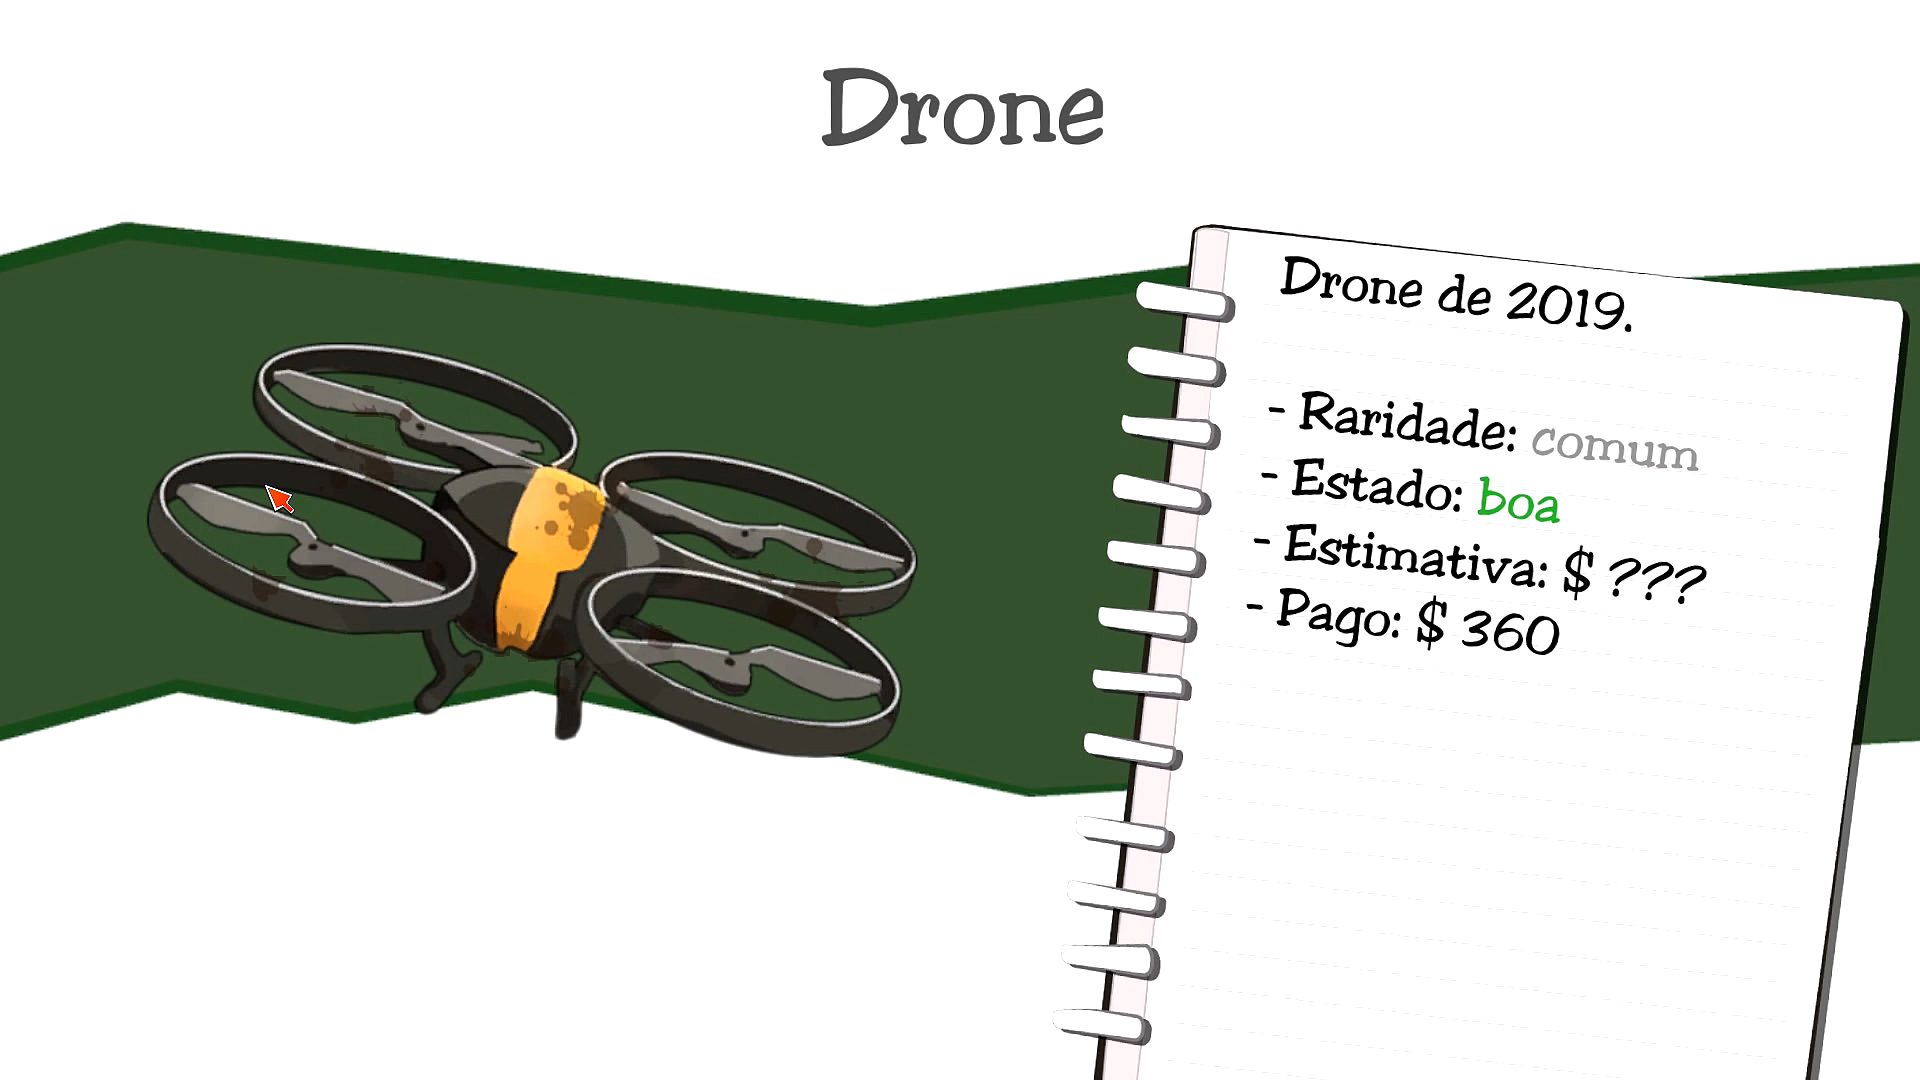 Drone
Drone de 2019.
- Raridade: comum
- Estado: boa
- Estimativa: $ ???
- Pago: $ 360